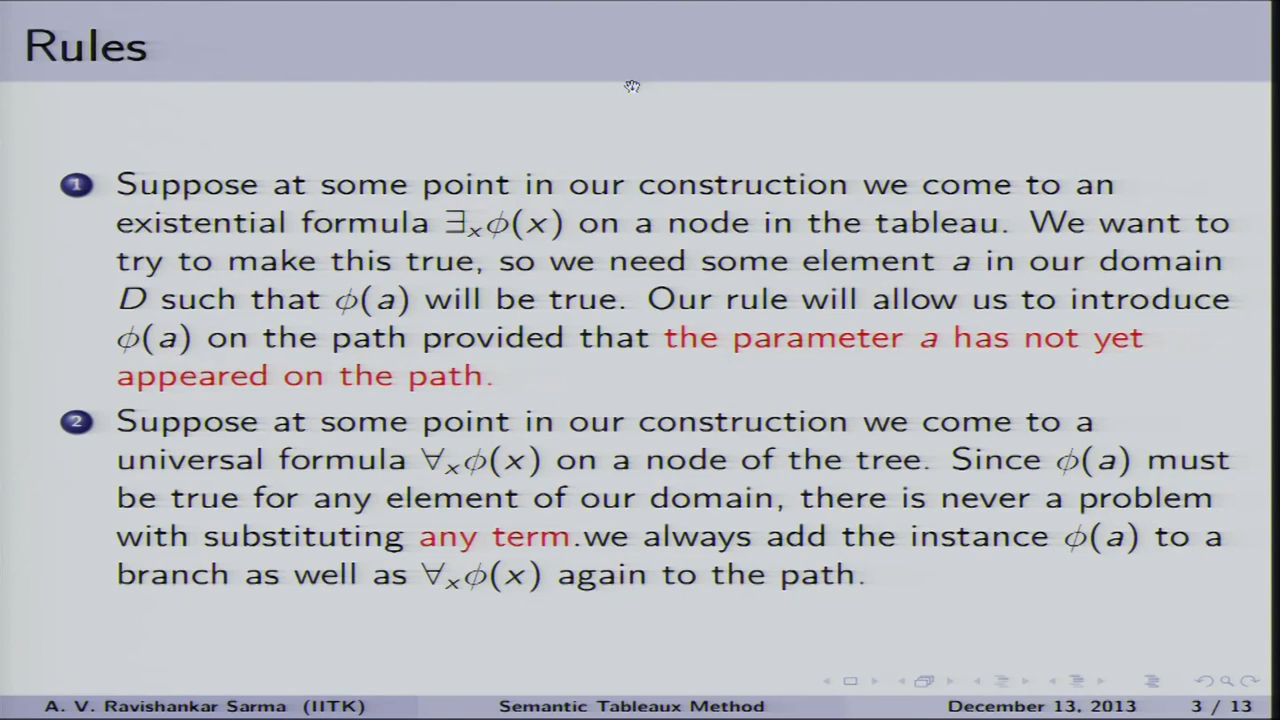 Rules
1 Suppose at some point in our construction we come to an
existential formula ∃ₓϕ(x) on a node in the tableau. We want to
try to make this true, so we need some element a in our domain
D such that ϕ(a) will be true. Our rule will allow us to introduce
ϕ(a) on the path provided that the parameter a has not yet
appeared on the path.
2 Suppose at some point in our construction we come to a
universal formula ∀ₓϕ(x) on a node of the tree. Since ϕ(a) must
be true for any element of our domain, there is never a problem
with substituting any term.we always add the instance ϕ(a) to a
branch as well as ∀ₓϕ(x) again to the path.
A. V. Ravishankar Sarma (IITK) Semantic Tableaux Method December 13, 2013 3 / 13